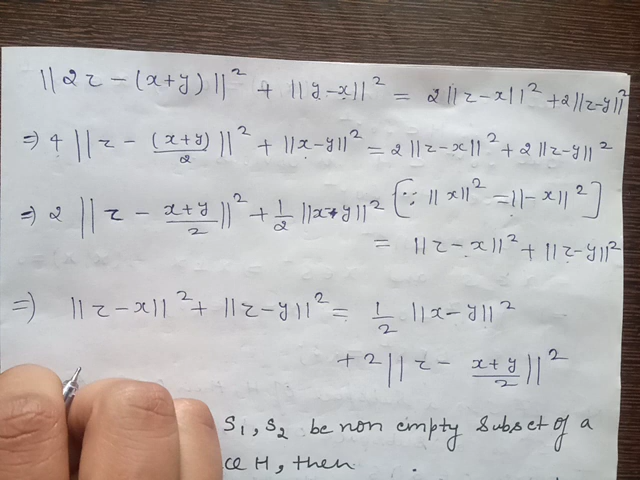 ||2z - (x+y)||² + ||y-x||² = 2||z-x||² + 2||z-y||²
⇒ 4 ||z - (x+y)/2||² + ||x-y||² = 2||z-x||² + 2||z-y||²
⇒ 2 ||z - x+y/2||² + 1/2 ||x-y||² [∵ ||x||² = ||-x||²]
= ||z-x||² + ||z-y||²
⇒ ||z-x||² + ||z-y||² = 1/2 ||x-y||²
+ 2||z - x+y/2||²
S₁, S₂ be non empty subset of a
ce H, then